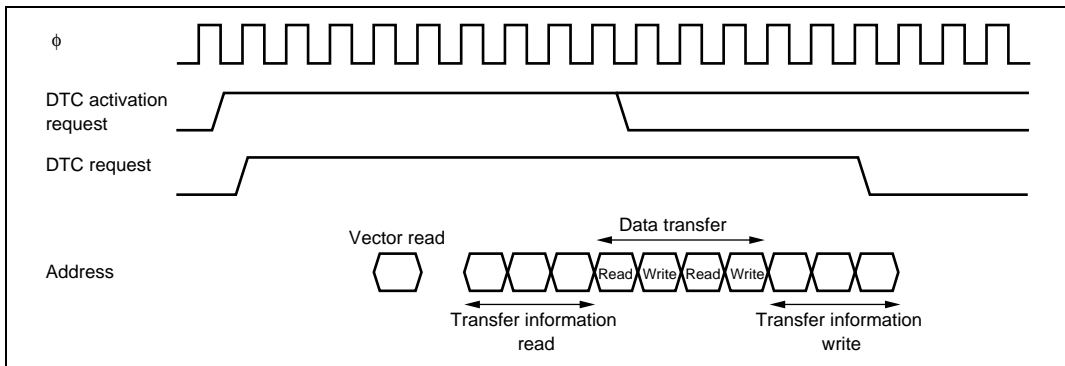 ϕ
DTC activation
request
DTC request
Data transfer
Vector read
Address
Read Write Read Write
Transfer information
read
Transfer information
write